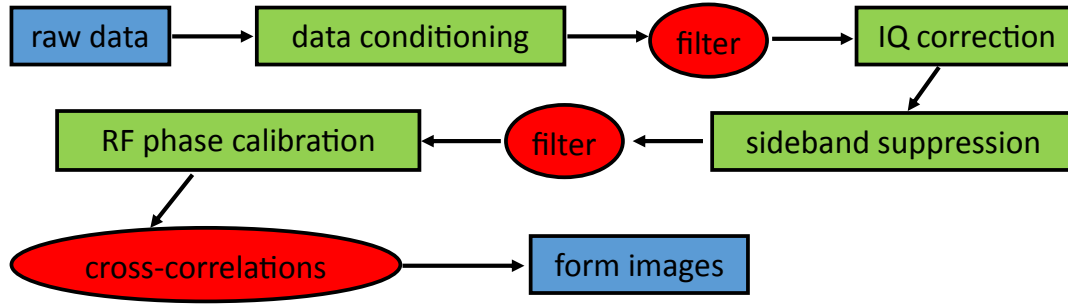 raw data
data conditioning
filter
IQ correction
sideband suppression
filter
RF phase calibration
cross-correlations
form images